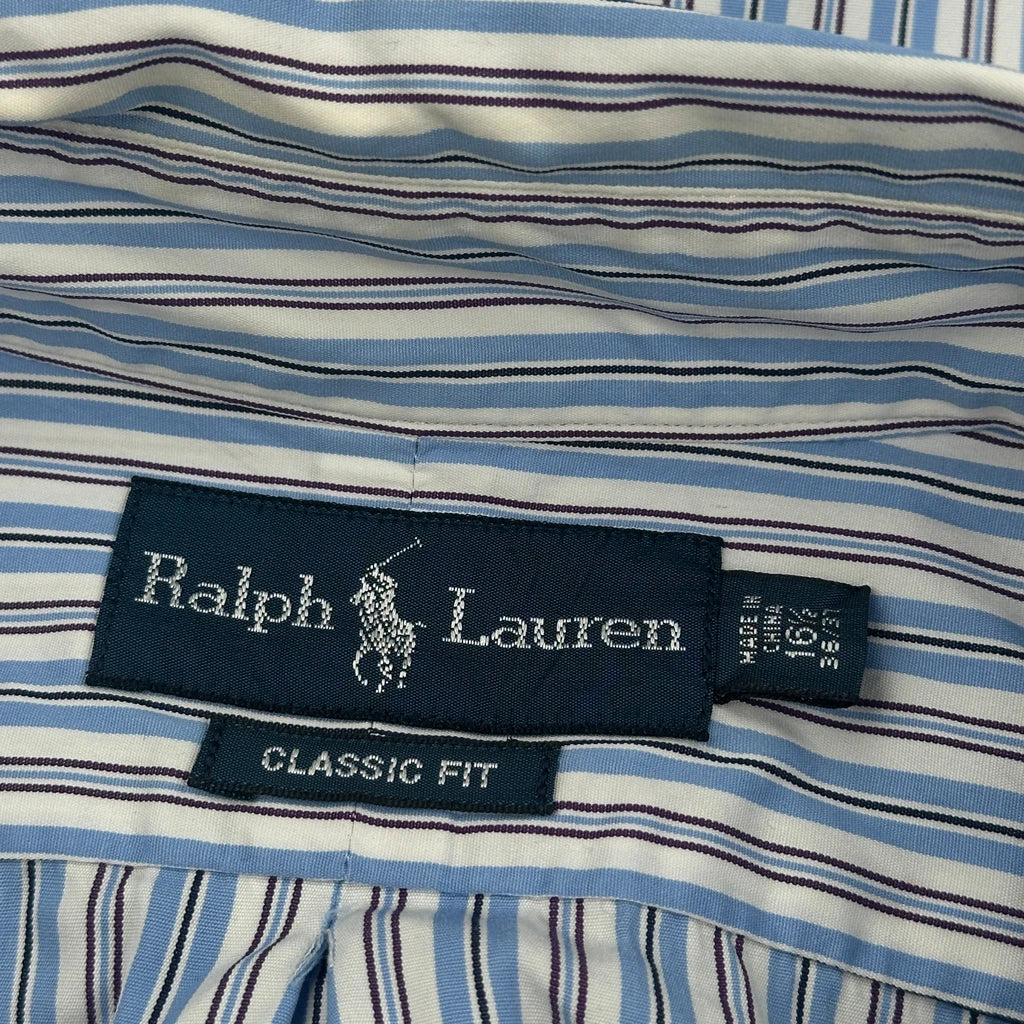 Ralph Lauren
MADE IN
CHINA
16½
CLASSIC FIT